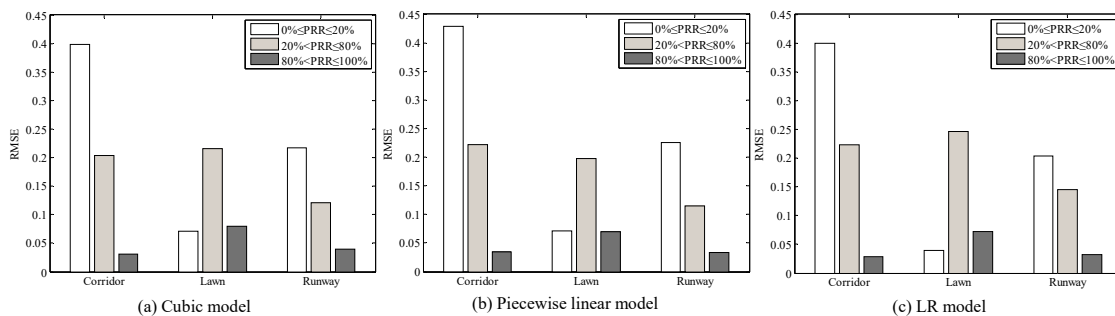 0.45
0.4
0.35
0.3
0.25
0.2
0.15
0.1
0.05
0
RMSE
0%≤PRR≤20%
20%<PRR≤80%
80%<PRR≤100%
Corridor Lawn Runway
(a) Cubic model
0.45
0.4
0.35
0.3
0.25
0.2
0.15
0.1
0.05
0
RMSE
0%≤PRR≤20%
20%<PRR≤80%
80%<PRR≤100%
Corridor Lawn Runway
(b) Piecewise linear model
0.45
0.4
0.35
0.3
0.25
0.2
0.15
0.1
0.05
0
RMSE
0%≤PRR≤20%
20%<PRR≤80%
80%<PRR≤100%
Corridor Lawn Runway
(c) LR model